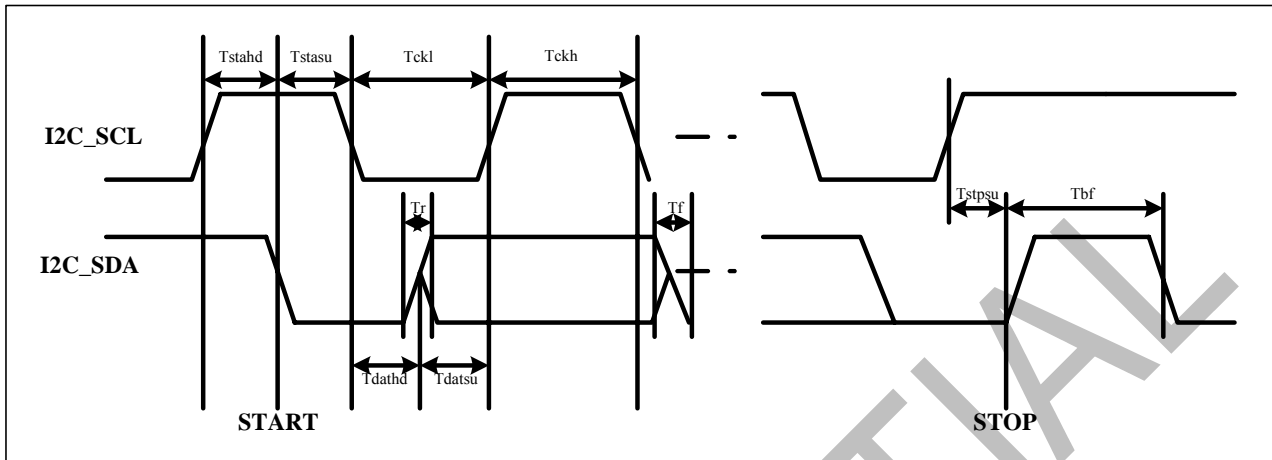 Tstahd Tstasu Tckl Tckh
I2C_SCL
Tr Tf Tstpsu Tbf
I2C_SDA
Tdathd Tdatsu
START STOP
TIAL